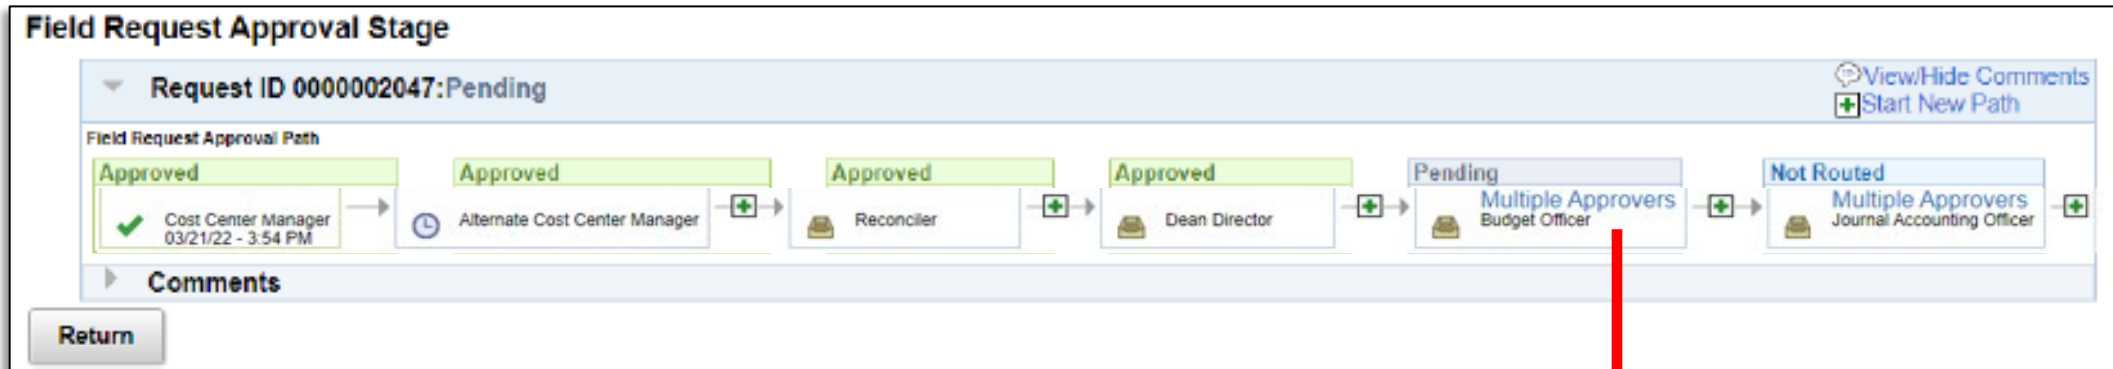 Field Request Approval Stage
Request ID 0000002047:Pending
View/Hide Comments
Start New Path
Field Request Approval Path
Approved
Cost Center Manager
03/21/22 - 3:54 PM
Approved
Alternate Cost Center Manager
Approved
Reconciler
Approved
Dean Director
Pending
Multiple Approvers
Budget Officer
Not Routed
Multiple Approvers
Journal Accounting Officer
Comments
Return